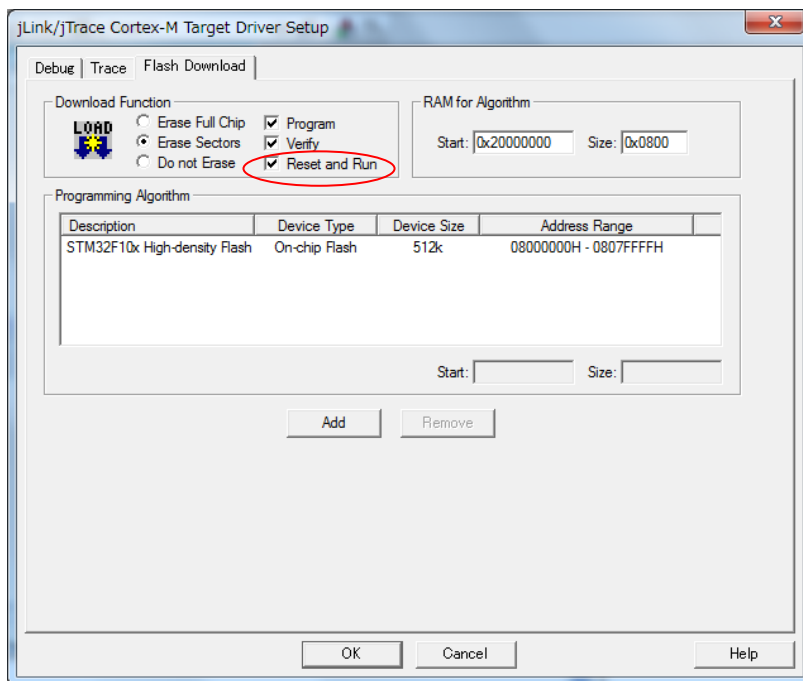 jLink/jTrace Cortex-M Target Driver Setup
Debug Trace Flash Download
Download Function
LOAD
Erase Full Chip
Erase Sectors
Do not Erase
Program
Verify
Reset and Run
RAM for Algorithm
Start: 0x20000000 Size: 0x0800
Programming Algorithm
Description Device Type Device Size Address Range
STM32F10x High-density Flash On-chip Flash 512k 08000000H - 0807FFFFH
Start: Size:
Add Remove
OK Cancel Help